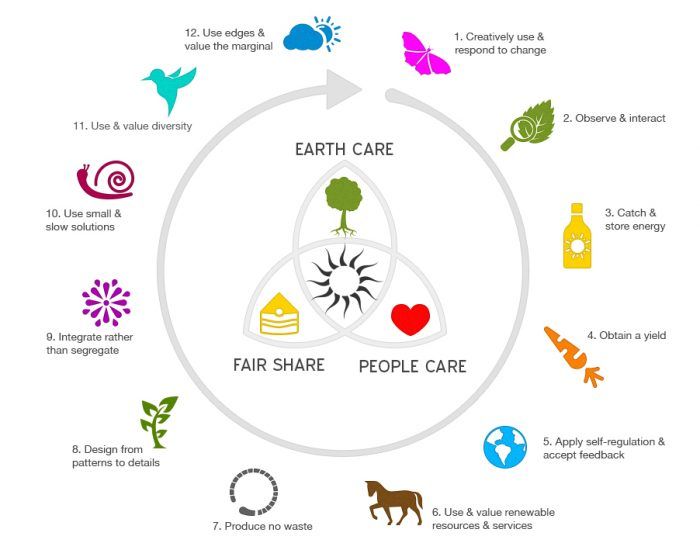 12. Use edges &
value the marginal
1. Creatively use &
respond to change
2. Observe & interact
3. Catch &
store energy
4. Obtain a yield
5. Apply self-regulation &
accept feedback
6. Use & value renewable
resources & services
7. Produce no waste
8. Design from
patterns to details
9. Integrate rather
than segregate
10. Use small &
slow solutions
11. Use & value diversity
EARTH CARE
FAIR SHARE
PEOPLE CARE